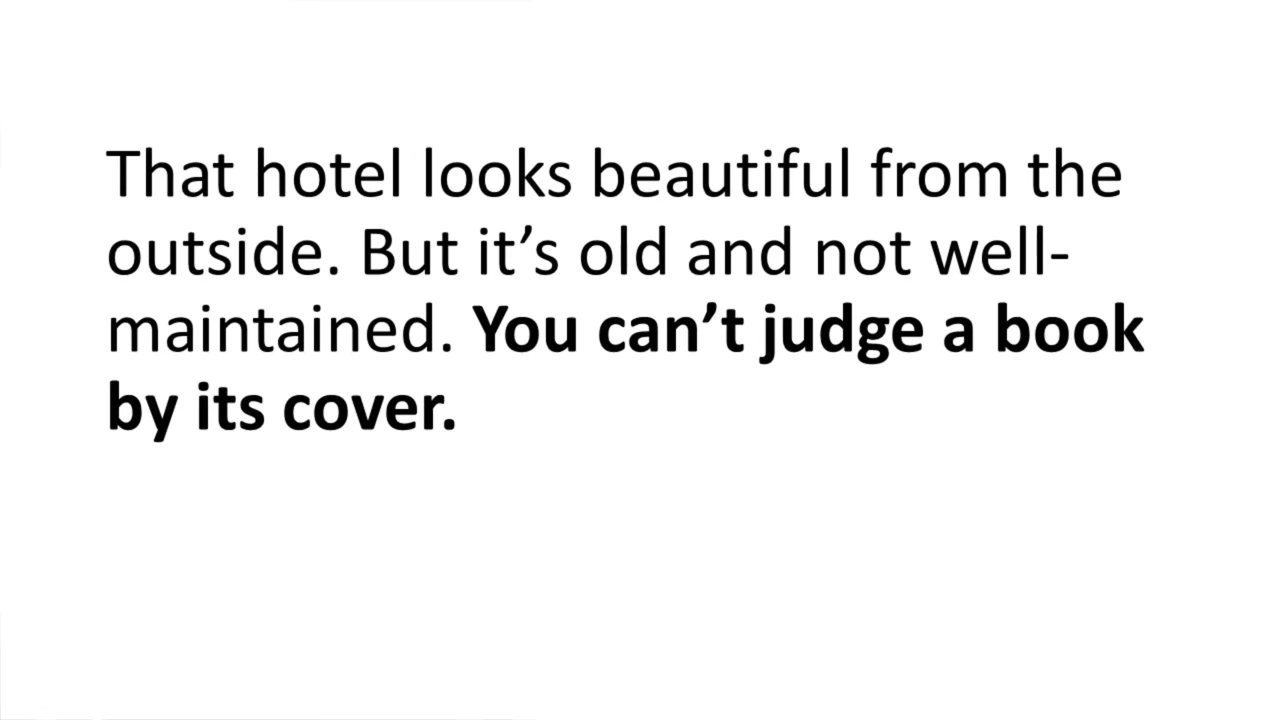 That hotel looks beautiful from the
outside. But it’s old and not well-
maintained. You can’t judge a book
by its cover.